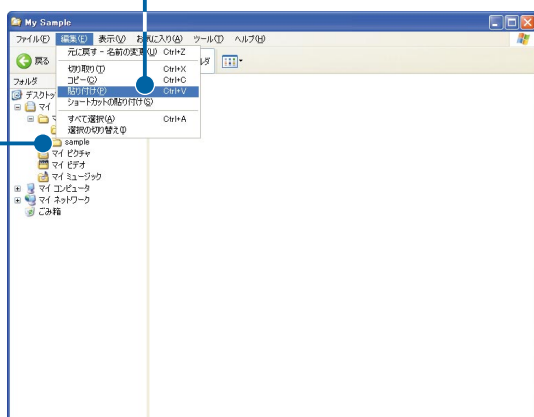 My Sample
ファイル(F) 編集(E) 表示(V) お気に入り(A) ツール(T) ヘルプ(H)
元に戻す - 名前の変更(U) Ctrl+Z
切り取り(T) Ctrl+X
コピー(C) Ctrl+C
貼り付け(P) Ctrl+V
ショートカットの貼り付け(S)
すべて選択(A) Ctrl+A
選択の切り替え(I)
戻る
フォルダ
デスクトッ
マイ
sample
マイ ピクチャ
マイ ビデオ
マイ ミュージック
マイ コンピュータ
マイ ネットワーク
ごみ箱